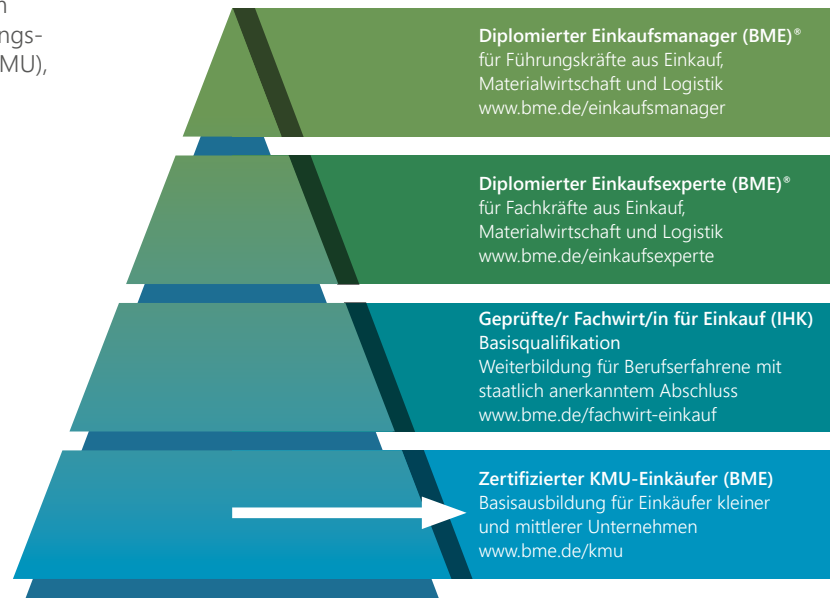 n
ngs-
MU),
Diplomierter Einkaufsmanager (BME)®
für Führungskräfte aus Einkauf,
Materialwirtschaft und Logistik
www.bme.de/einkaufsmanager
Diplomierter Einkaufsexperte (BME)®
für Fachkräfte aus Einkauf,
Materialwirtschaft und Logistik
www.bme.de/einkaufsexperte
Geprüfte/r Fachwirt/in für Einkauf (IHK)
Basisqualifikation
Weiterbildung für Berufserfahrene mit
staatlich anerkanntem Abschluss
www.bme.de/fachwirt-einkauf
Zertifizierter KMU-Einkäufer (BME)
Basisausbildung für Einkäufer kleiner
und mittlerer Unternehmen
www.bme.de/kmu